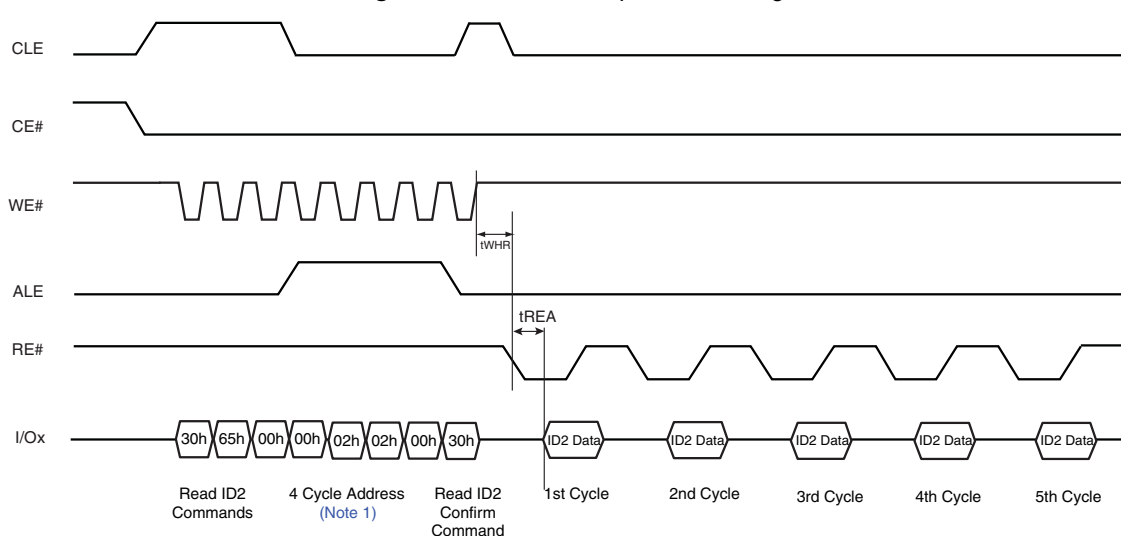 CLE
CE#
WE#
tWHR
ALE
tREA
RE#
I/Ox
30h 65h 00h 00h 02h 02h 00h 30h ID2 Data ID2 Data ID2 Data ID2 Data ID2 Data
Read ID2
Commands
4 Cycle Address
(Note 1)
Read ID2
Confirm
Command
1st Cycle
2nd Cycle
3rd Cycle
4th Cycle
5th Cycle